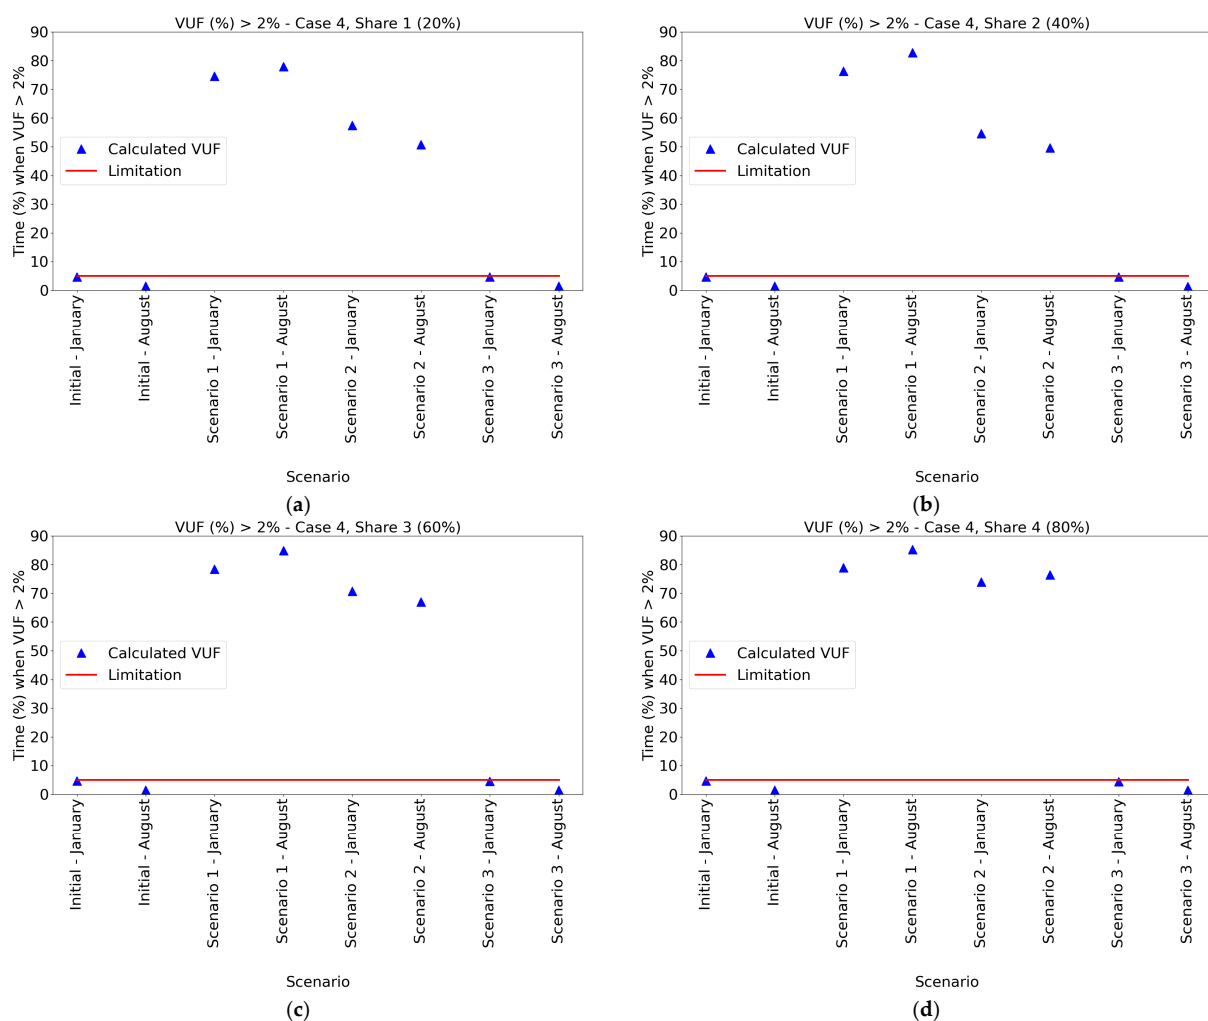 VUF (%) > 2% - Case 4, Share 1 (20%)
Time (%) when VUF > 2%
90
80
70
60
50
40
30
20
10
0
Calculated VUF
Limitation
Initial - January
Initial - August
Scenario 1 - January
Scenario 1 - August
Scenario 2 - January
Scenario 2 - August
Scenario 3 - January
Scenario 3 - August
Scenario
(a)
VUF (%) > 2% - Case 4, Share 2 (40%)
Time (%) when VUF > 2%
90
80
70
60
50
40
30
20
10
0
Calculated VUF
Limitation
Initial - January
Initial - August
Scenario 1 - January
Scenario 1 - August
Scenario 2 - January
Scenario 2 - August
Scenario 3 - January
Scenario 3 - August
Scenario
(b)
VUF (%) > 2% - Case 4, Share 3 (60%)
Time (%) when VUF > 2%
90
80
70
60
50
40
30
20
10
0
Calculated VUF
Limitation
Initial - January
Initial - August
Scenario 1 - January
Scenario 1 - August
Scenario 2 - January
Scenario 2 - August
Scenario 3 - January
Scenario 3 - August
Scenario
(c)
VUF (%) > 2% - Case 4, Share 4 (80%)
Time (%) when VUF > 2%
90
80
70
60
50
40
30
20
10
0
Calculated VUF
Limitation
Initial - January
Initial - August
Scenario 1 - January
Scenario 1 - August
Scenario 2 - January
Scenario 2 - August
Scenario 3 - January
Scenario 3 - August
Scenario
(d)